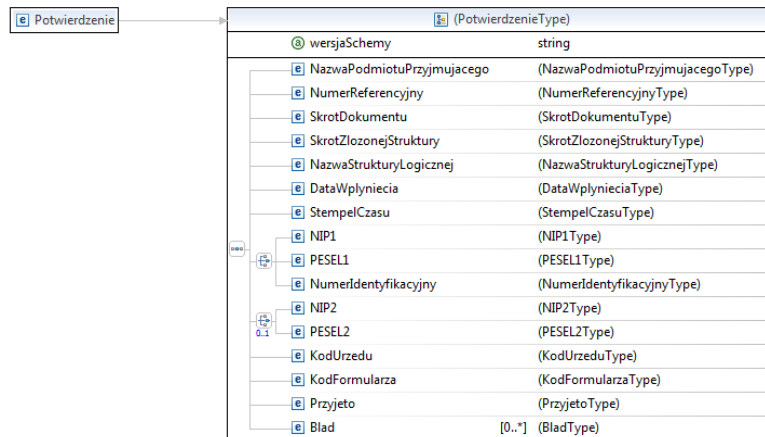 e Potwierdzenie
(PotwierdzenieType)
a wersjaSchemy string
e NazwaPodmiotuPrzyjmujacego (NazwaPodmiotuPrzyjmujacegoType)
e NumerReferencyjny (NumerReferencyjnyType)
e SkrotDokumentu (SkrotDokumentuType)
e SkrotZlozonejStruktury (SkrotZlozonejStrukturyType)
e NazwaStrukturyLogicznej (NazwaStrukturyLogicznejType)
e DataWplyniecia (DataWplynieciaType)
e StempelCzasu (StempelCzasuType)
e NIP1 (NIP1Type)
e PESEL1 (PESEL1Type)
e NumerIdentyfikacyjny (NumerIdentyfikacyjnyType)
e NIP2 (NIP2Type)
0..1
e PESEL2 (PESEL2Type)
e KodUrzedu (KodUrzeduType)
e KodFormularza (KodFormularzaType)
e Przyjeto (PrzyjetoType)
e Blad [0..*] (BladType)